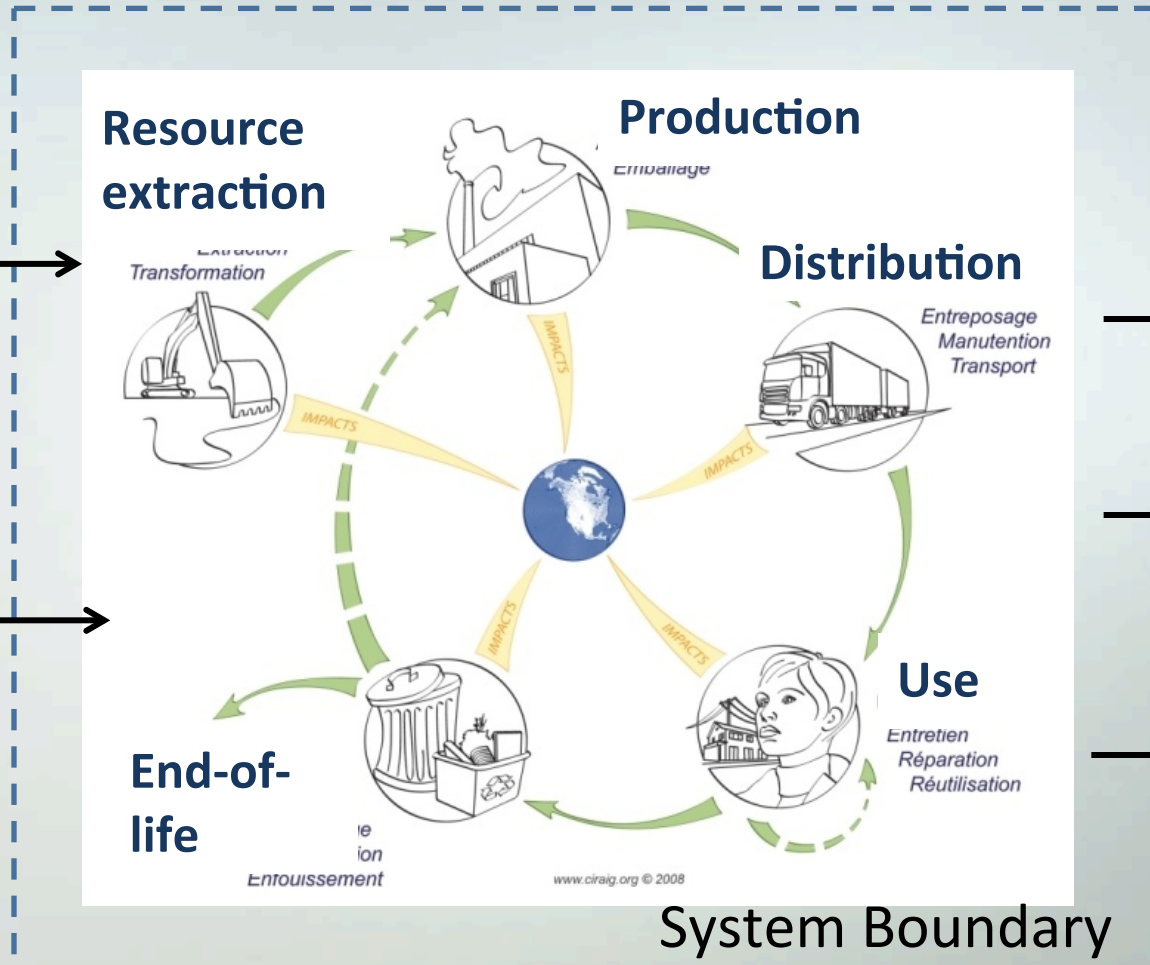 Resource
extraction
Production
Emballage
Extraction
Transformation
Distribution
Entreposage
Manutention
Transport
IMPACTS
IMPACTS
IMPACTS
IMPACTS
IMPACTS
Use
Entretien
Réparation
Réutilisation
End-of-
life
Enfouissement
www.ciraig.org © 2008
System Boundary